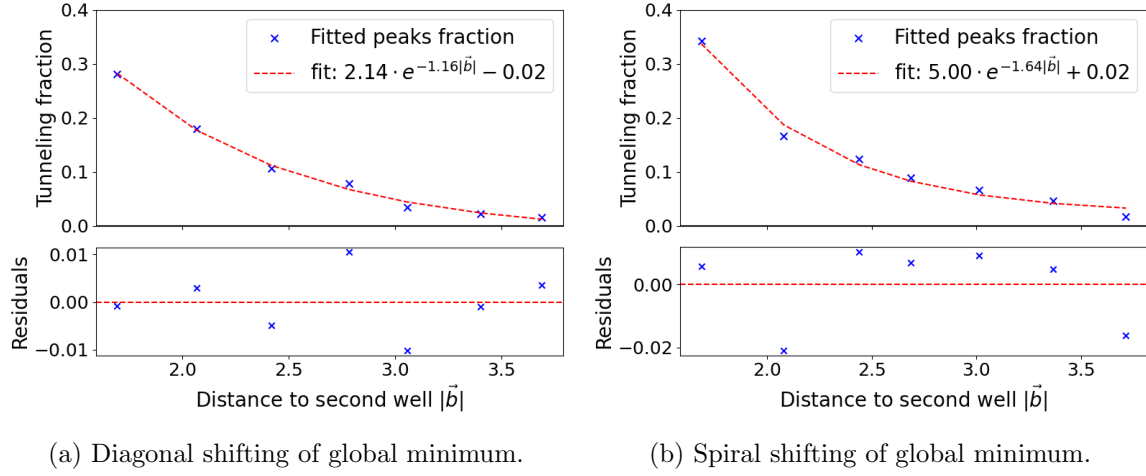 0.4
0.3
0.2
0.1
0.0
Tunneling fraction
Fitted peaks fraction
fit: 2.14 · e^{−1.16|\vec{b}|} − 0.02
0.01
0.00
−0.01
Residuals
2.0 2.5 3.0 3.5
Distance to second well |\vec{b}|
(a) Diagonal shifting of global minimum.
0.4
0.3
0.2
0.1
0.0
Tunneling fraction
Fitted peaks fraction
fit: 5.00 · e^{−1.64|\vec{b}|} + 0.02
0.00
−0.02
Residuals
2.0 2.5 3.0 3.5
Distance to second well |\vec{b}|
(b) Spiral shifting of global minimum.